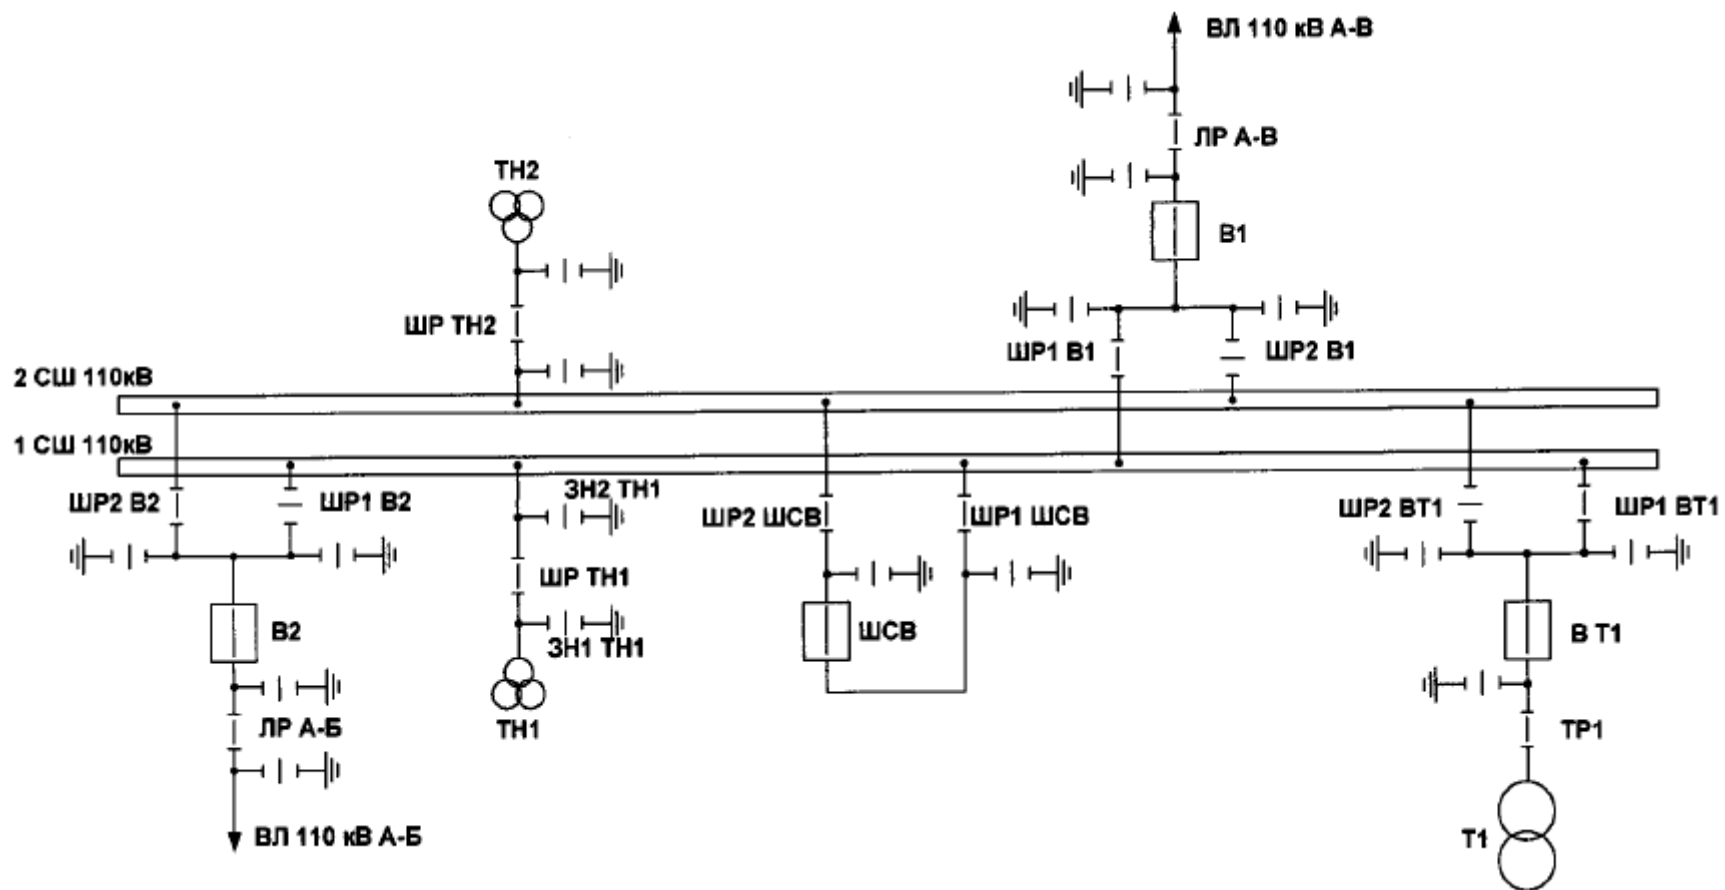 ВЛ 110 кВ А-В
ЛР А-В
ТН2
В1
ШР ТН2
ШР1 В1
ШР2 В1
2 СШ 110кВ
1 СШ 110кВ
ШР2 В2
ШР1 В2
ЗН2 ТН1
ШР2 ШСВ
ШР1 ШСВ
ШР2 ВТ1
ШР1 ВТ1
ШР ТН1
В2
ЗН1 ТН1
ШСВ
В Т1
ЛР А-Б
ТН1
ТР1
ВЛ 110 кВ А-Б
Т1